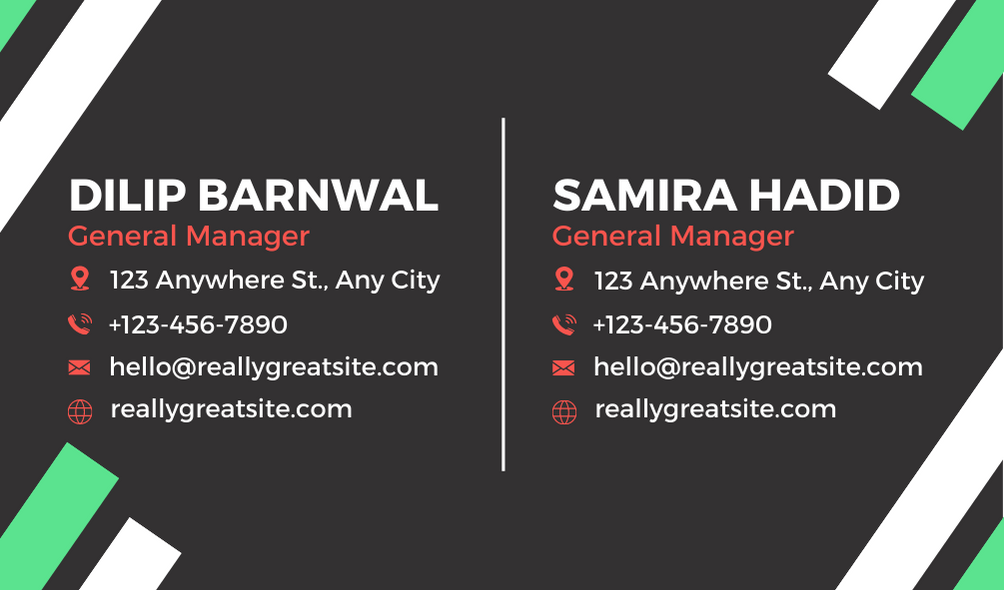 DILIP BARNWAL
General Manager
123 Anywhere St., Any City
+123-456-7890
hello@reallygreatsite.com
reallygreatsite.com
SAMIRA HADID
General Manager
123 Anywhere St., Any City
+123-456-7890
hello@reallygreatsite.com
reallygreatsite.com